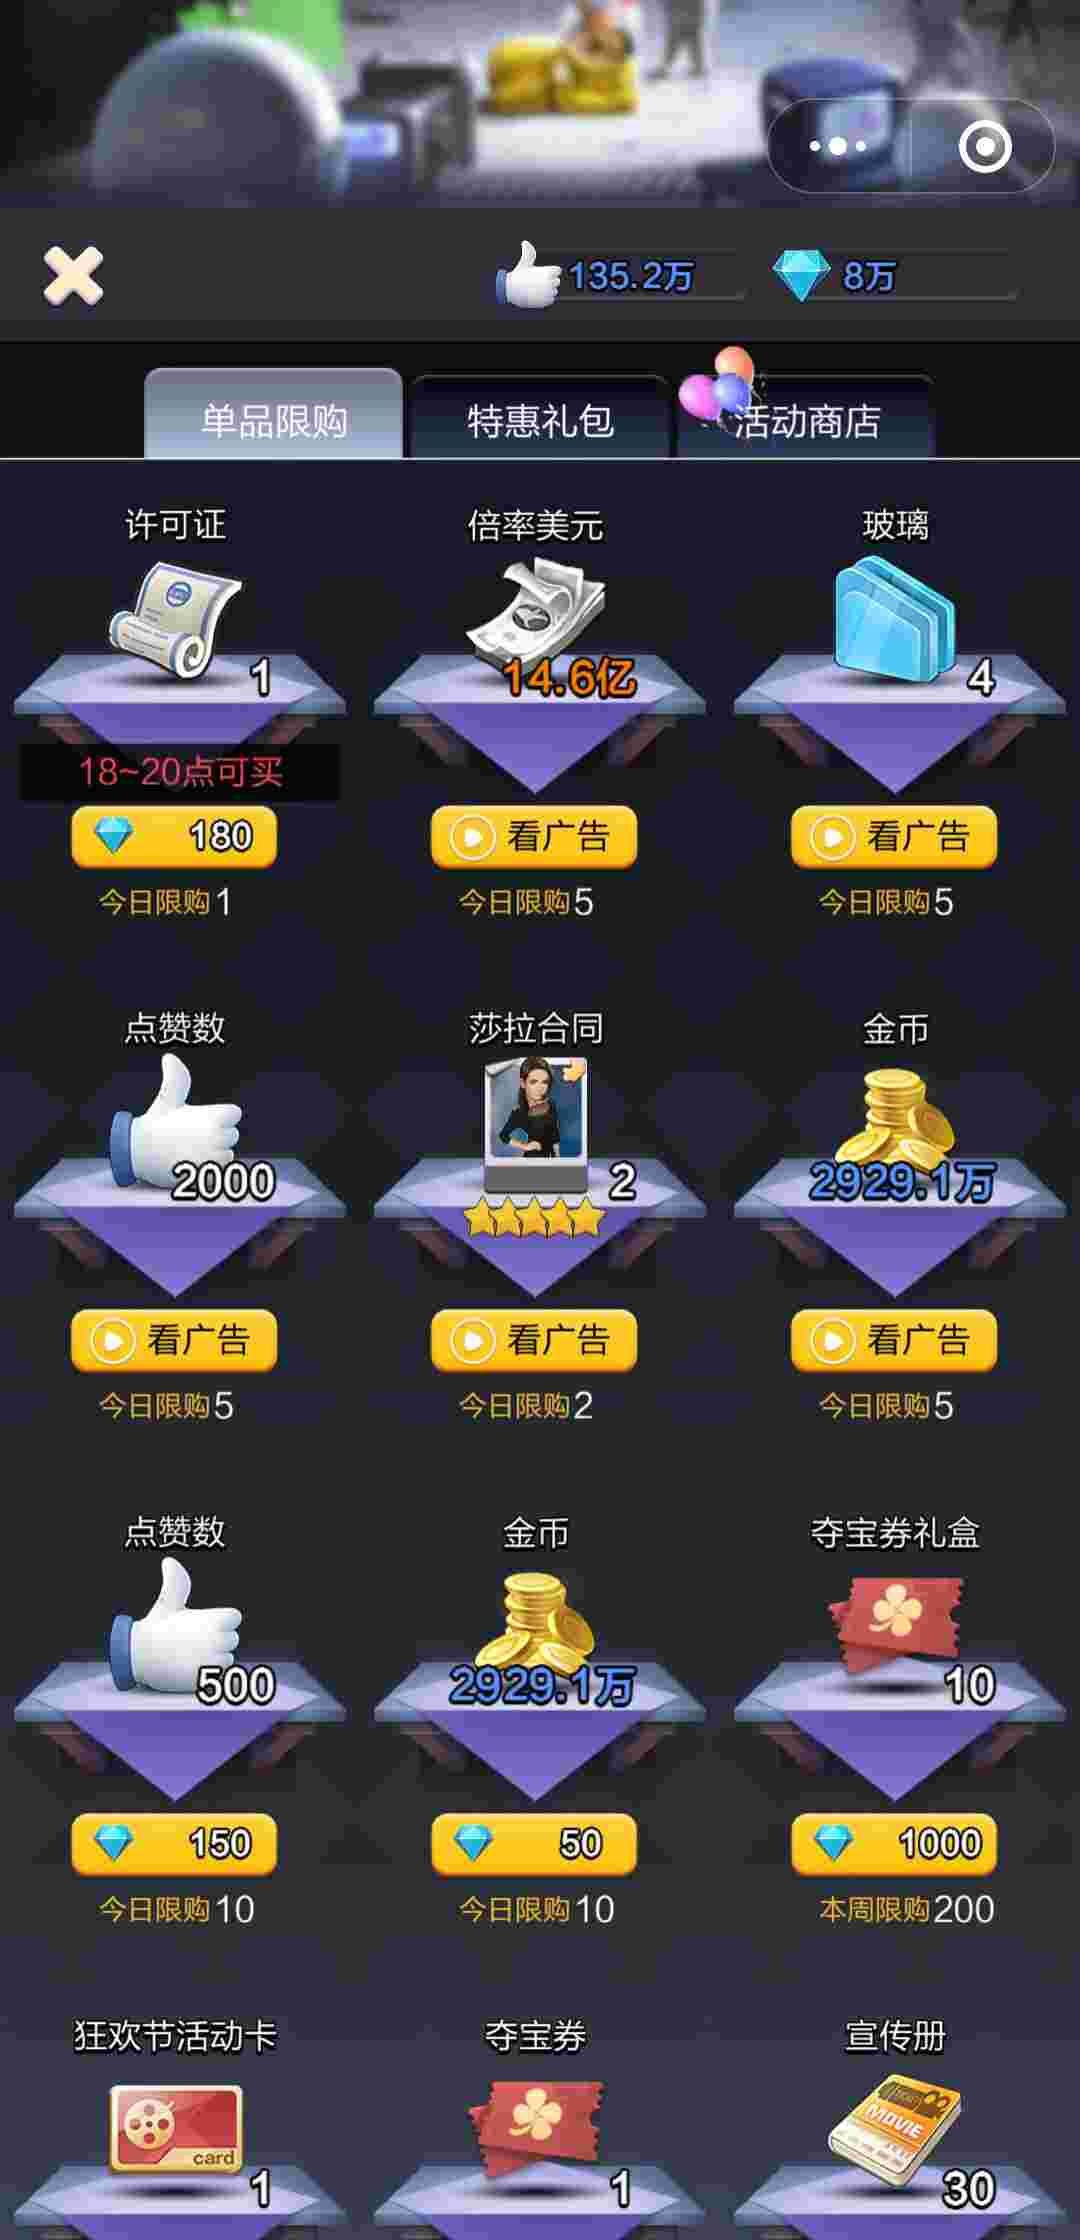 135.2万
8万
单品限购
特惠礼包
活动商店
许可证
倍率美元
玻璃
1
14.6亿
4
18~20点可买
180
看广告
看广告
今日限购1
今日限购5
今日限购5
点赞数
莎拉合同
金币
2000
2
2929.1万
看广告
看广告
看广告
今日限购5
今日限购2
今日限购5
点赞数
金币
夺宝券礼盒
500
2929.1万
10
150
50
1000
今日限购10
今日限购10
本周限购200
狂欢节活动卡
夺宝券
宣传册
MOVIE
card
1
1
30